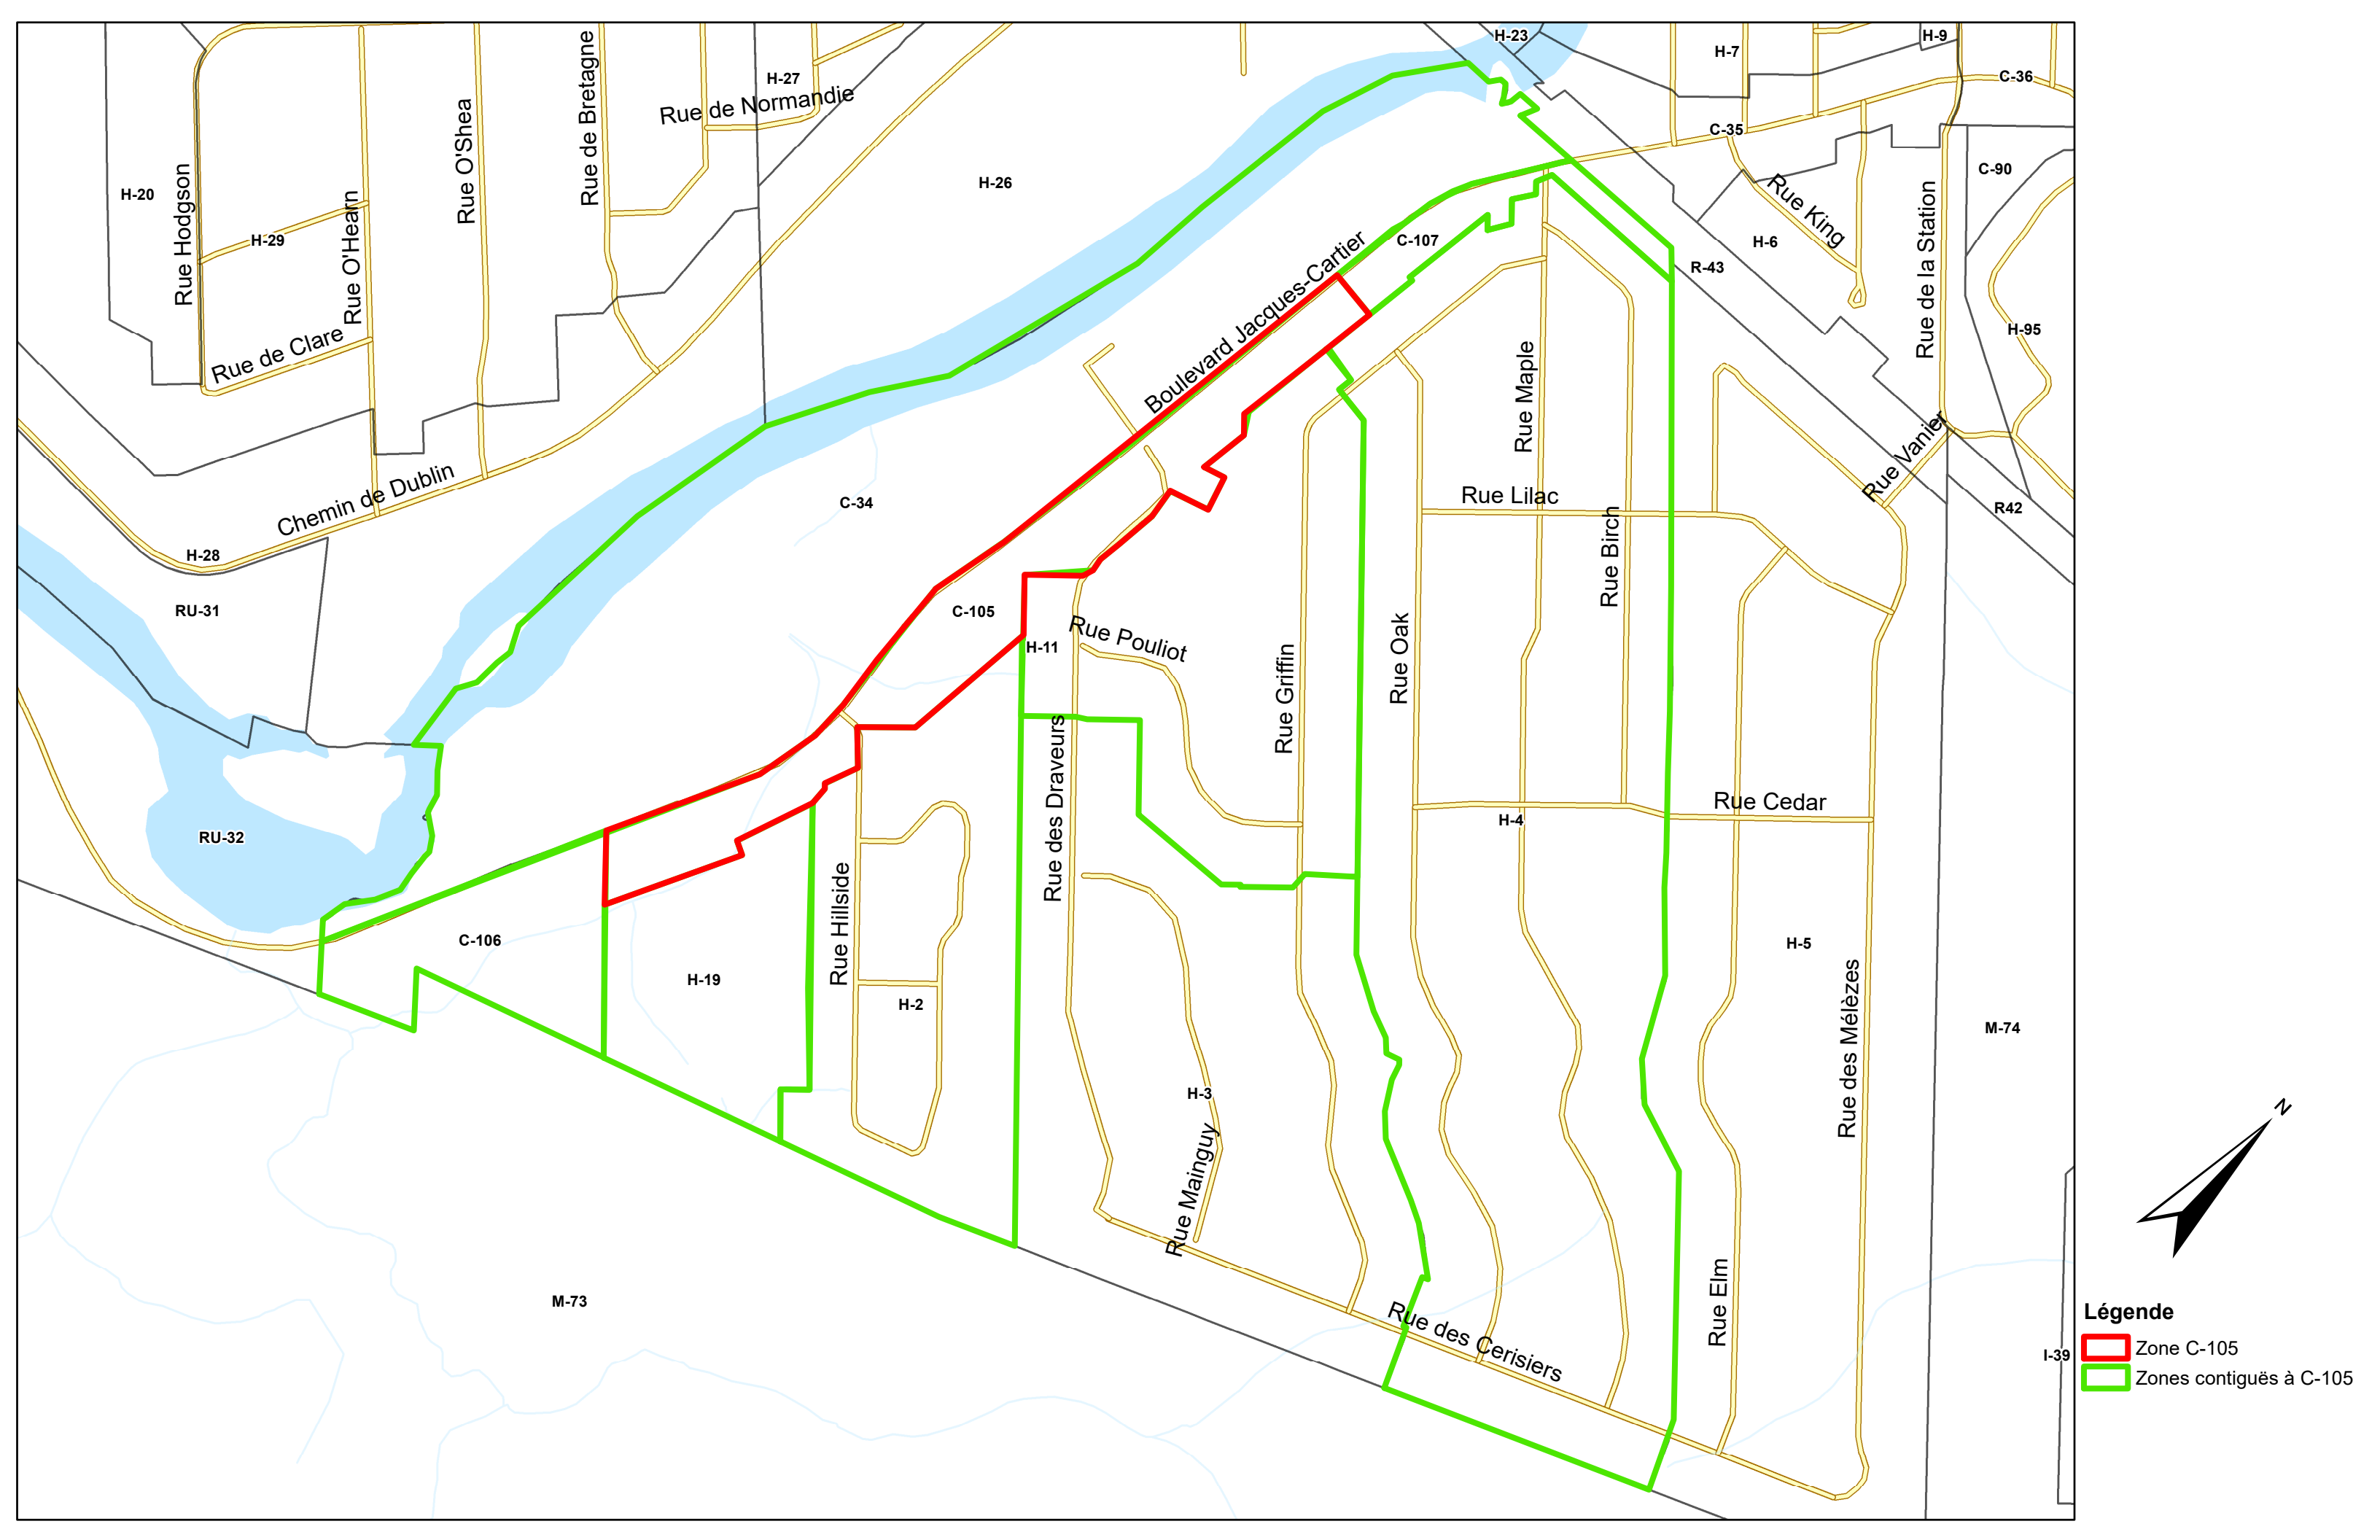 H-23
H-9
H-7
C-36
H-27
Rue de Normandie
Rue de Bretagne
Rue O'Shea
Rue O'Hearn
Rue Hodgson
H-20
H-29
H-26
C-35
C-90
Rue King
H-6
Rue de la Station
C-107
R-43
H-95
Rue de Clare
Boulevard Jacques-Cartier
Rue Maple
Rue Vanier
Chemin de Dublin
C-34
Rue Lilac
R42
H-28
Rue Birch
RU-31
C-105
H-11
Rue Pouliot
Rue Griffin
Rue Oak
Rue des Draveurs
Rue Cedar
H-4
RU-32
Rue Hillside
C-106
H-19
H-2
H-5
Rue des Mélèzes
M-74
H-3
Rue Mainguy
N
M-73
Rue Elm
Rue des Cerisiers
I-39
Légende
Zone C-105
Zones contiguës à C-105